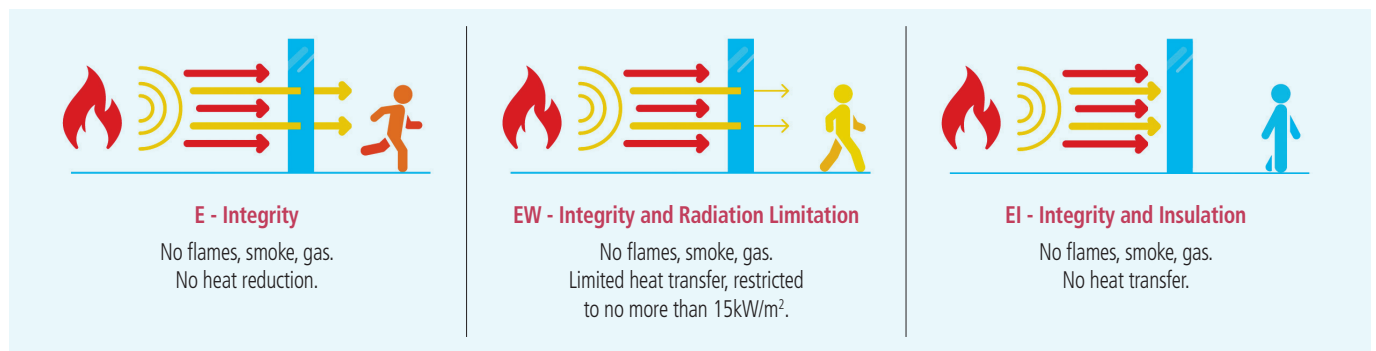 E - Integrity
No flames, smoke, gas.
No heat reduction.
EW - Integrity and Radiation Limitation
No flames, smoke, gas.
Limited heat transfer, restricted
to no more than 15kW/m².
EI - Integrity and Insulation
No flames, smoke, gas.
No heat transfer.